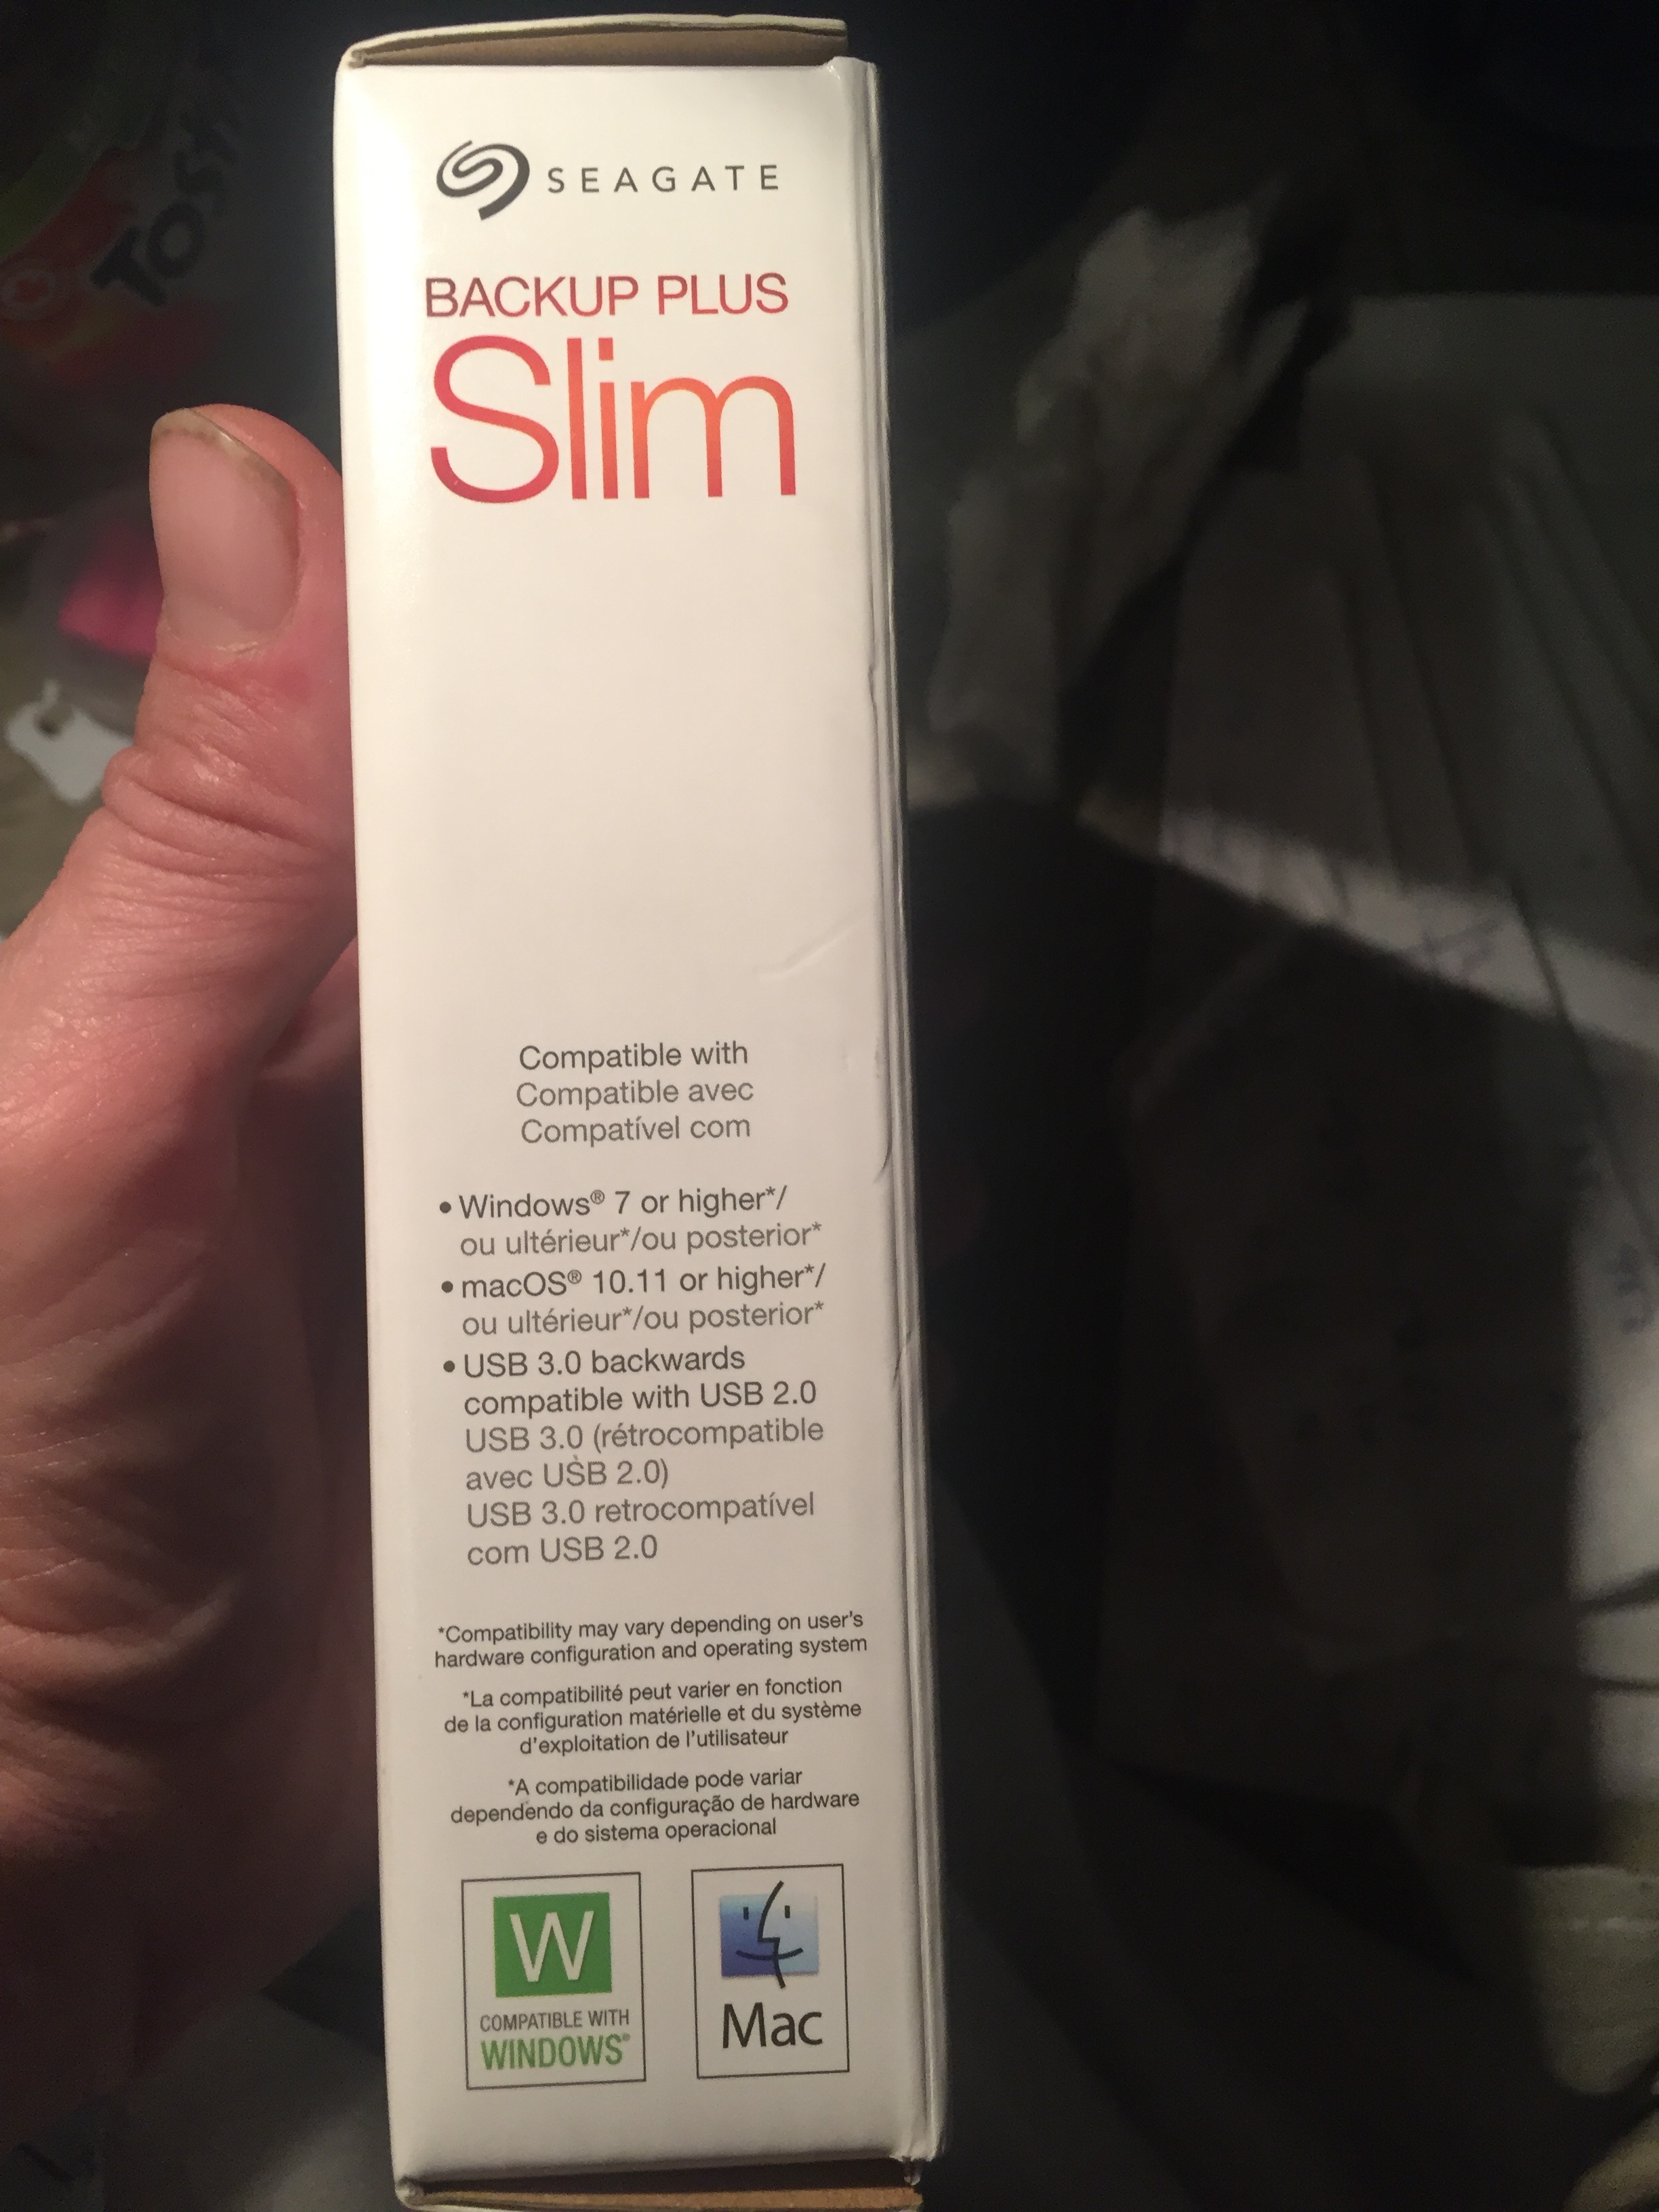 SEAGATE
BACKUP PLUS
Slim
Compatible with
Compatible avec
Compatível com
• Windows® 7 or higher*/
ou ultérieur*/ou posterior*
• macOS® 10.11 or higher*/
ou ultérieur*/ou posterior*
• USB 3.0 backwards
compatible with USB 2.0
USB 3.0 (rétrocompatible
avec USB 2.0)
USB 3.0 retrocompatível
com USB 2.0
*Compatibility may vary depending on user's
hardware configuration and operating system
*La compatibilité peut varier en fonction
de la configuration matérielle et du système
d'exploitation de l'utilisateur
*A compatibilidade pode variar
dependendo da configuração de hardware
e do sistema operacional
W
COMPATIBLE WITH
WINDOWS®
Mac